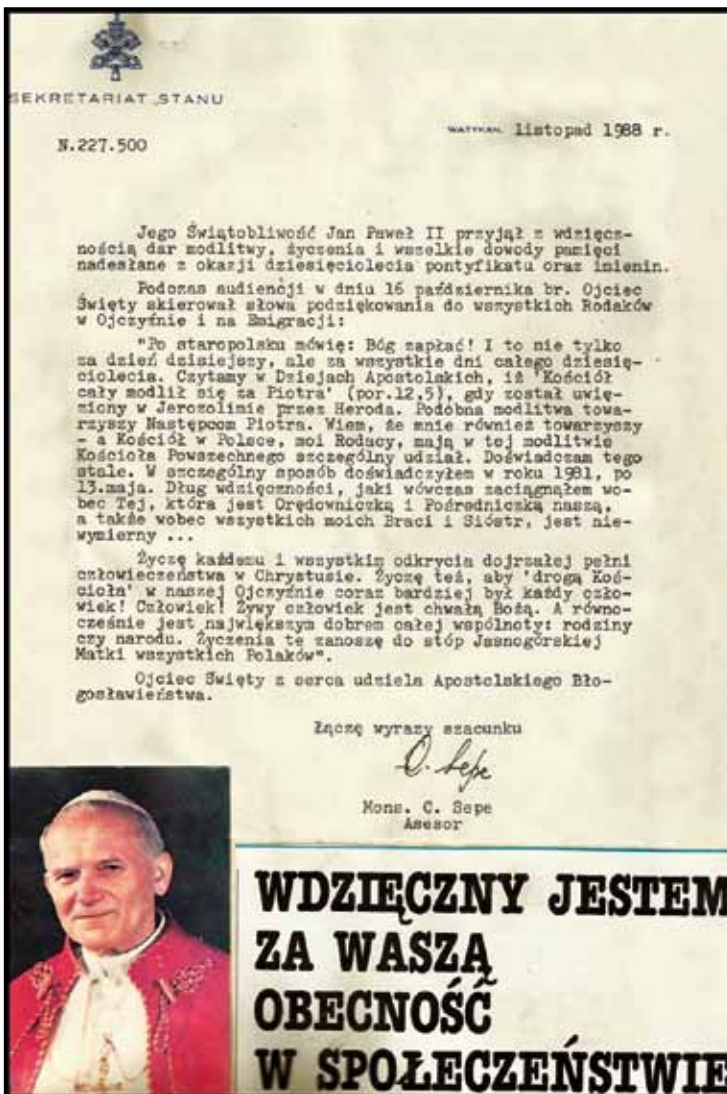 SEKRETARIAT STANU
WATYKAN, listopad 1988 r.
N.227.500
Jego Świątobliwość Jan Paweł II przyjął z wdzięcz-
nością dar modlitwy, życzenia i wszelkie dowody pamięci
nadesłane z okazji dziesięciolecia pontyfikatu oraz imienin.
Podczas audiencji w dniu 16 października br. Ojciec
Święty skierował słowa podziękowania do wszystkich Rodaków
w Ojczyźnie i na Emigracji:
"Po staropolsku mówię: Bóg zapłać! I to nie tylko
za dzień dzisiejszy, ale za wszystkie dni całego dziesię-
ciolecia. Czytamy w Dziejach Apostolskich, iż 'Kościół
cały modlił się za Piotra' (por.12,5), gdy został uwię-
ziony w Jerozolimie przez Heroda. Podobna modlitwa towa-
rzyszy Następcom Piotra. Wiem, że mnie również towarzyszy
- a Kościół w Polsce, moi Rodacy, mają w tej modlitwie
Kościoła Powszechnego szczególny udział. Doświadczam tego
stale. W szczególny sposób doświadczyłem w roku 1981, po
13.maja. Dług wdzięczności, jaki wówczas zaciągnąłem wo-
bec Tej, która jest Orędowniczką i Pośredniczką naszą,
a także wobec wszystkich moich Braci i Sióstr, jest nie-
wymierny ...
Życzę każdemu i wszystkim odkrycia dojrzałej pełni
człowieczeństwa w Chrystusie. Życzę też, aby 'drogą Koś-
cioła' w naszej Ojczyźnie coraz bardziej był każdy czło-
wiek! Człowiek! Żywy człowiek jest chwałą Bożą. A równo-
cześnie jest największym dobrem całej wspólnoty: rodziny
czy narodu. Życzenia te zanoszę do stóp Jasnogórskiej
Matki wszystkich Polaków".
Ojciec Święty z serca udziela Apostolskiego Bło-
gosławieństwa.
Łączę wyrazy szacunku
C. Sepe
Mons. C. Sepe
Asesor
WDZIĘCZNY JESTEM
ZA WASZĄ
OBECNOŚĆ
W SPOŁECZEŃSTWIE